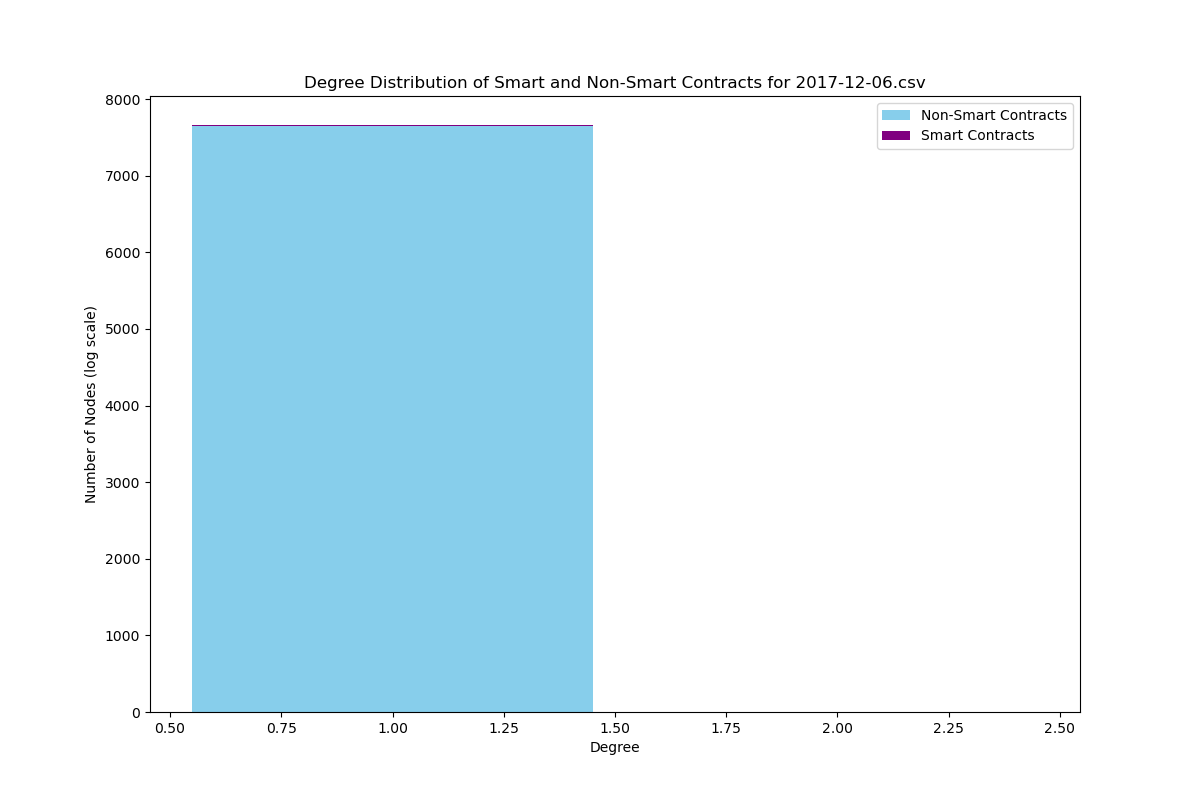 Degree Distribution of Smart and Non-Smart Contracts for 2017-12-06.csv
Non-Smart Contracts
Smart Contracts
Number of Nodes (log scale)
8000
7000
6000
5000
4000
3000
2000
1000
0
0.50 0.75 1.00 1.25 1.50 1.75 2.00 2.25 2.50
Degree